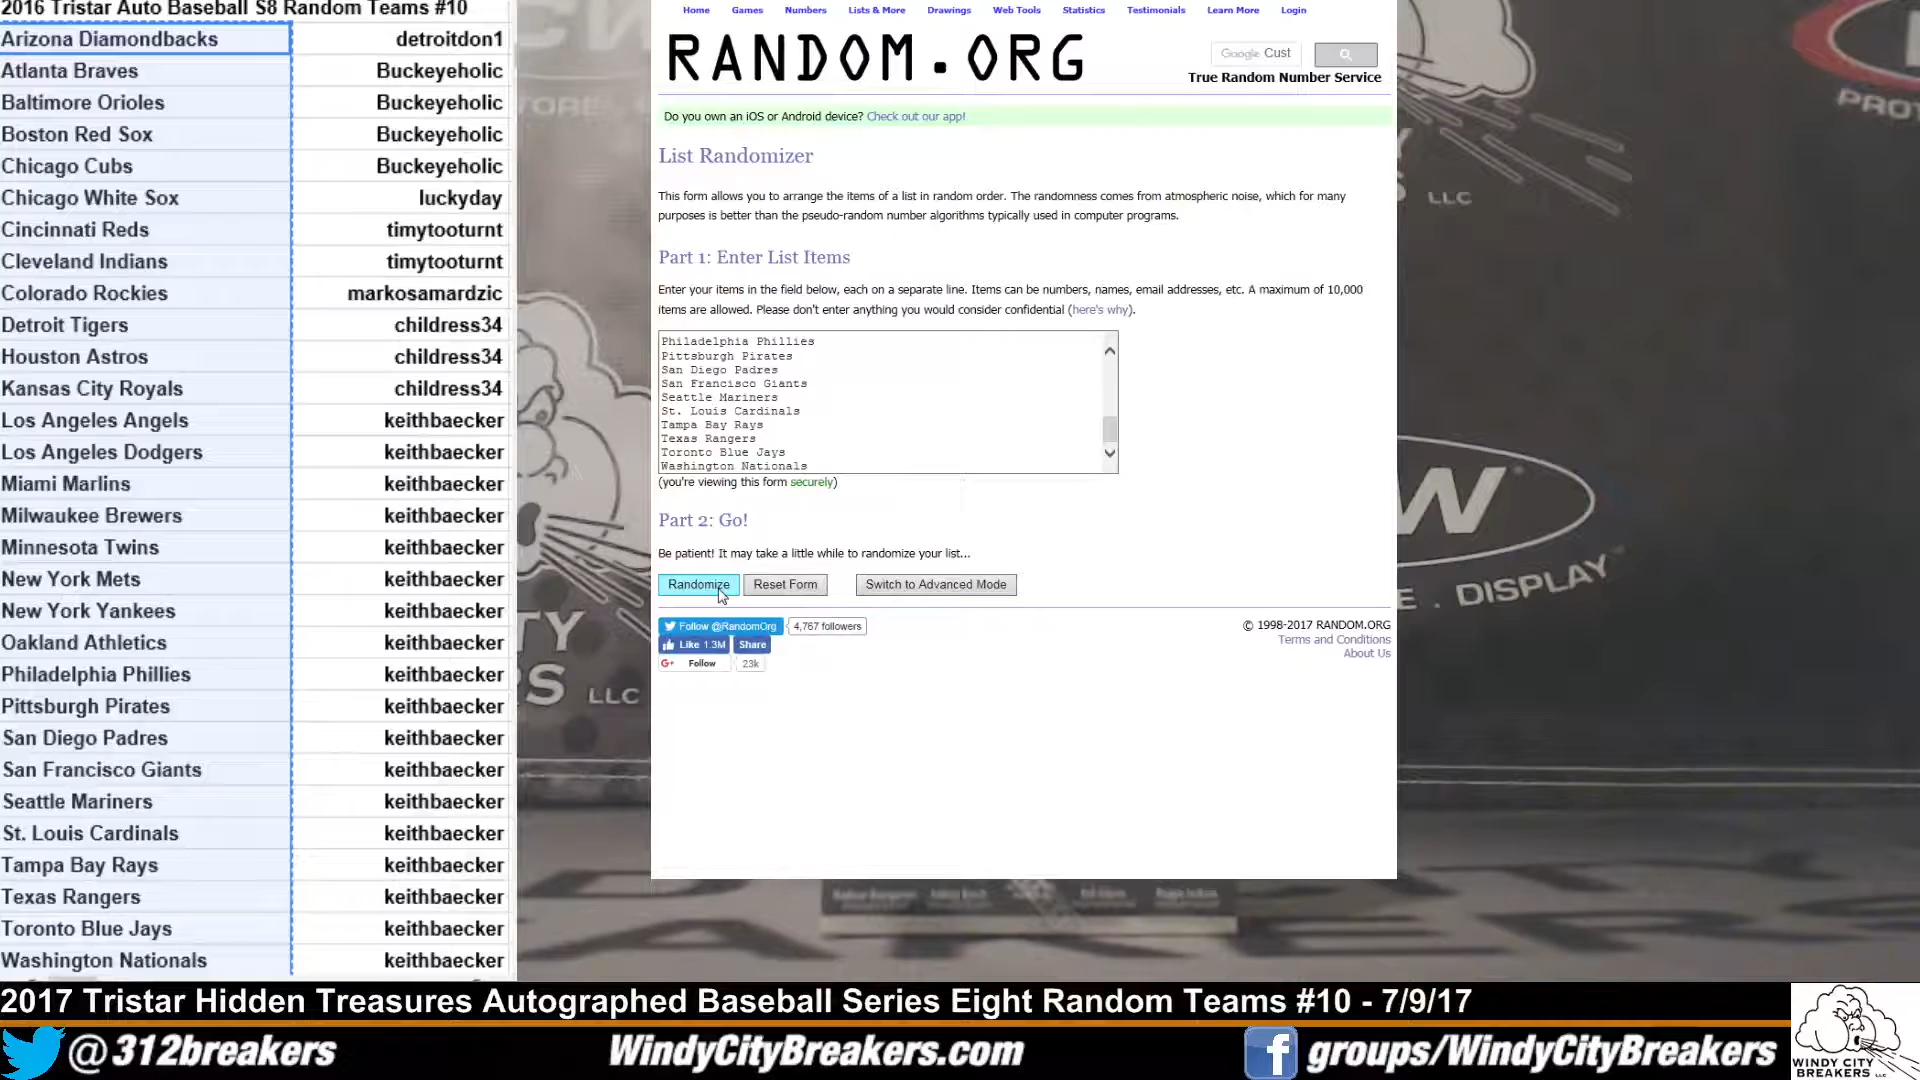 2016 Tristar Auto Baseball S8 Random Teams #10
Arizona Diamondbacks detroitdon1
Atlanta Braves Buckeyeholic
Baltimore Orioles Buckeyeholic
Boston Red Sox Buckeyeholic
Chicago Cubs Buckeyeholic
Chicago White Sox luckyday
Cincinnati Reds timytooturnt
Cleveland Indians timytooturnt
Colorado Rockies markosamardzic
Detroit Tigers childress34
Houston Astros childress34
Kansas City Royals childress34
Los Angeles Angels keithbaecker
Los Angeles Dodgers keithbaecker
Miami Marlins keithbaecker
Milwaukee Brewers keithbaecker
Minnesota Twins keithbaecker
New York Mets keithbaecker
New York Yankees keithbaecker
Oakland Athletics keithbaecker
Philadelphia Phillies keithbaecker
Pittsburgh Pirates keithbaecker
San Diego Padres keithbaecker
San Francisco Giants keithbaecker
Seattle Mariners keithbaecker
St. Louis Cardinals keithbaecker
Tampa Bay Rays keithbaecker
Texas Rangers keithbaecker
Toronto Blue Jays keithbaecker
Washington Nationals keithbaecker
Home Games Numbers Lists & More Drawings Web Tools Statistics Testimonials Learn More Login
RANDOM.ORG
Google Cust
True Random Number Service
Do you own an iOS or Android device? Check out our app!
List Randomizer
This form allows you to arrange the items of a list in random order. The randomness comes from atmospheric noise, which for many
purposes is better than the pseudo-random number algorithms typically used in computer programs.
Part 1: Enter List Items
Enter your items in the field below, each on a separate line. Items can be numbers, names, email addresses, etc. A maximum of 10,000
items are allowed. Please don't enter anything you would consider confidential (here's why).
Philadelphia Phillies
Pittsburgh Pirates
San Diego Padres
San Francisco Giants
Seattle Mariners
St. Louis Cardinals
Tampa Bay Rays
Texas Rangers
Toronto Blue Jays
Washington Nationals
(you're viewing this form securely)
Part 2: Go!
Be patient! It may take a little while to randomize your list...
Randomize Reset Form Switch to Advanced Mode
Follow @RandomOrg 4,767 followers
Like 1.3M Share
G+ Follow 23k
© 1998-2017 RANDOM.ORG
Terms and Conditions
About Us
LLC
LLC
W
. DISPLAY
2017 Tristar Hidden Treasures Autographed Baseball Series Eight Random Teams #10 - 7/9/17
@312breakers WindyCityBreakers.com groups/WindyCityBreakers
WINDY CITY
BREAKERS LLC